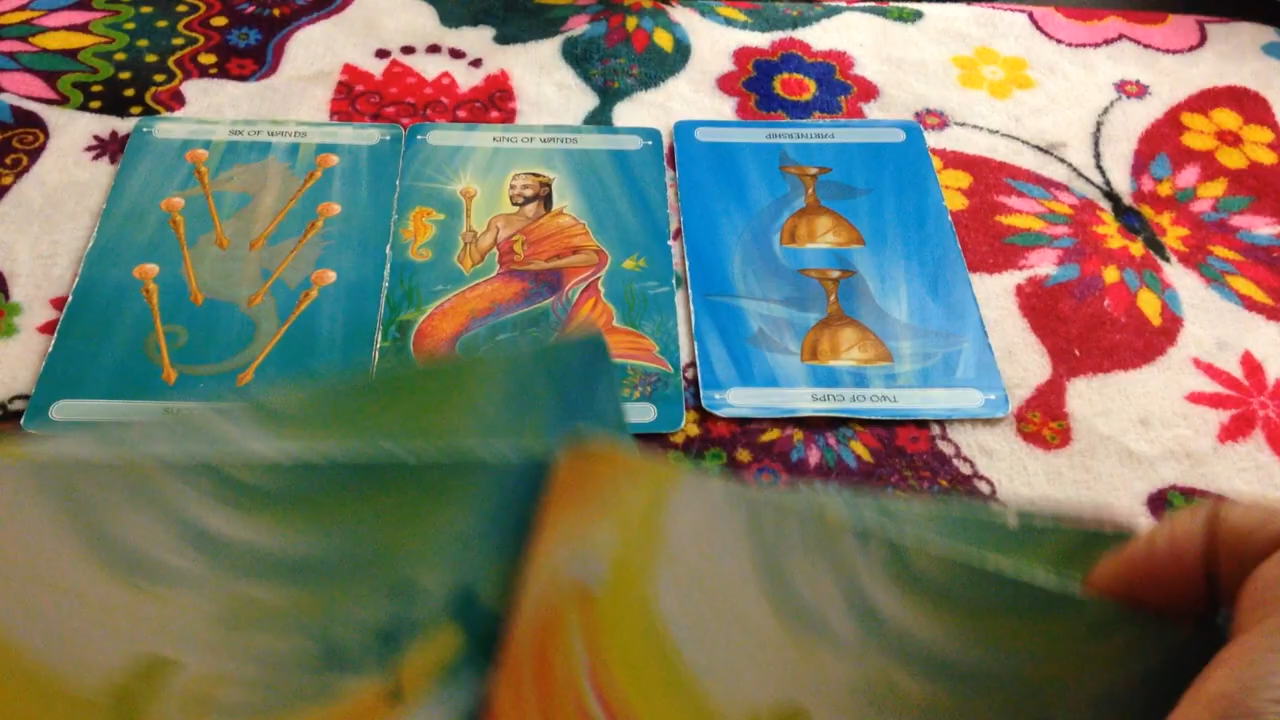 SIX OF WANDS
KING OF WANDS
PARTNERSHIP
TWO OF CUPS